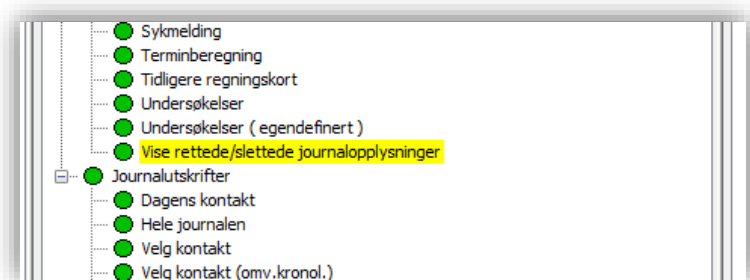 Sykmelding
Terminberegning
Tidligere regningskort
Undersøkelser
Undersøkelser ( egendefinert )
Vise rettede/slettede journalopplysninger
Journalutskrifter
Dagens kontakt
Hele journalen
Velg kontakt
Velg kontakt (omv.kronol.)